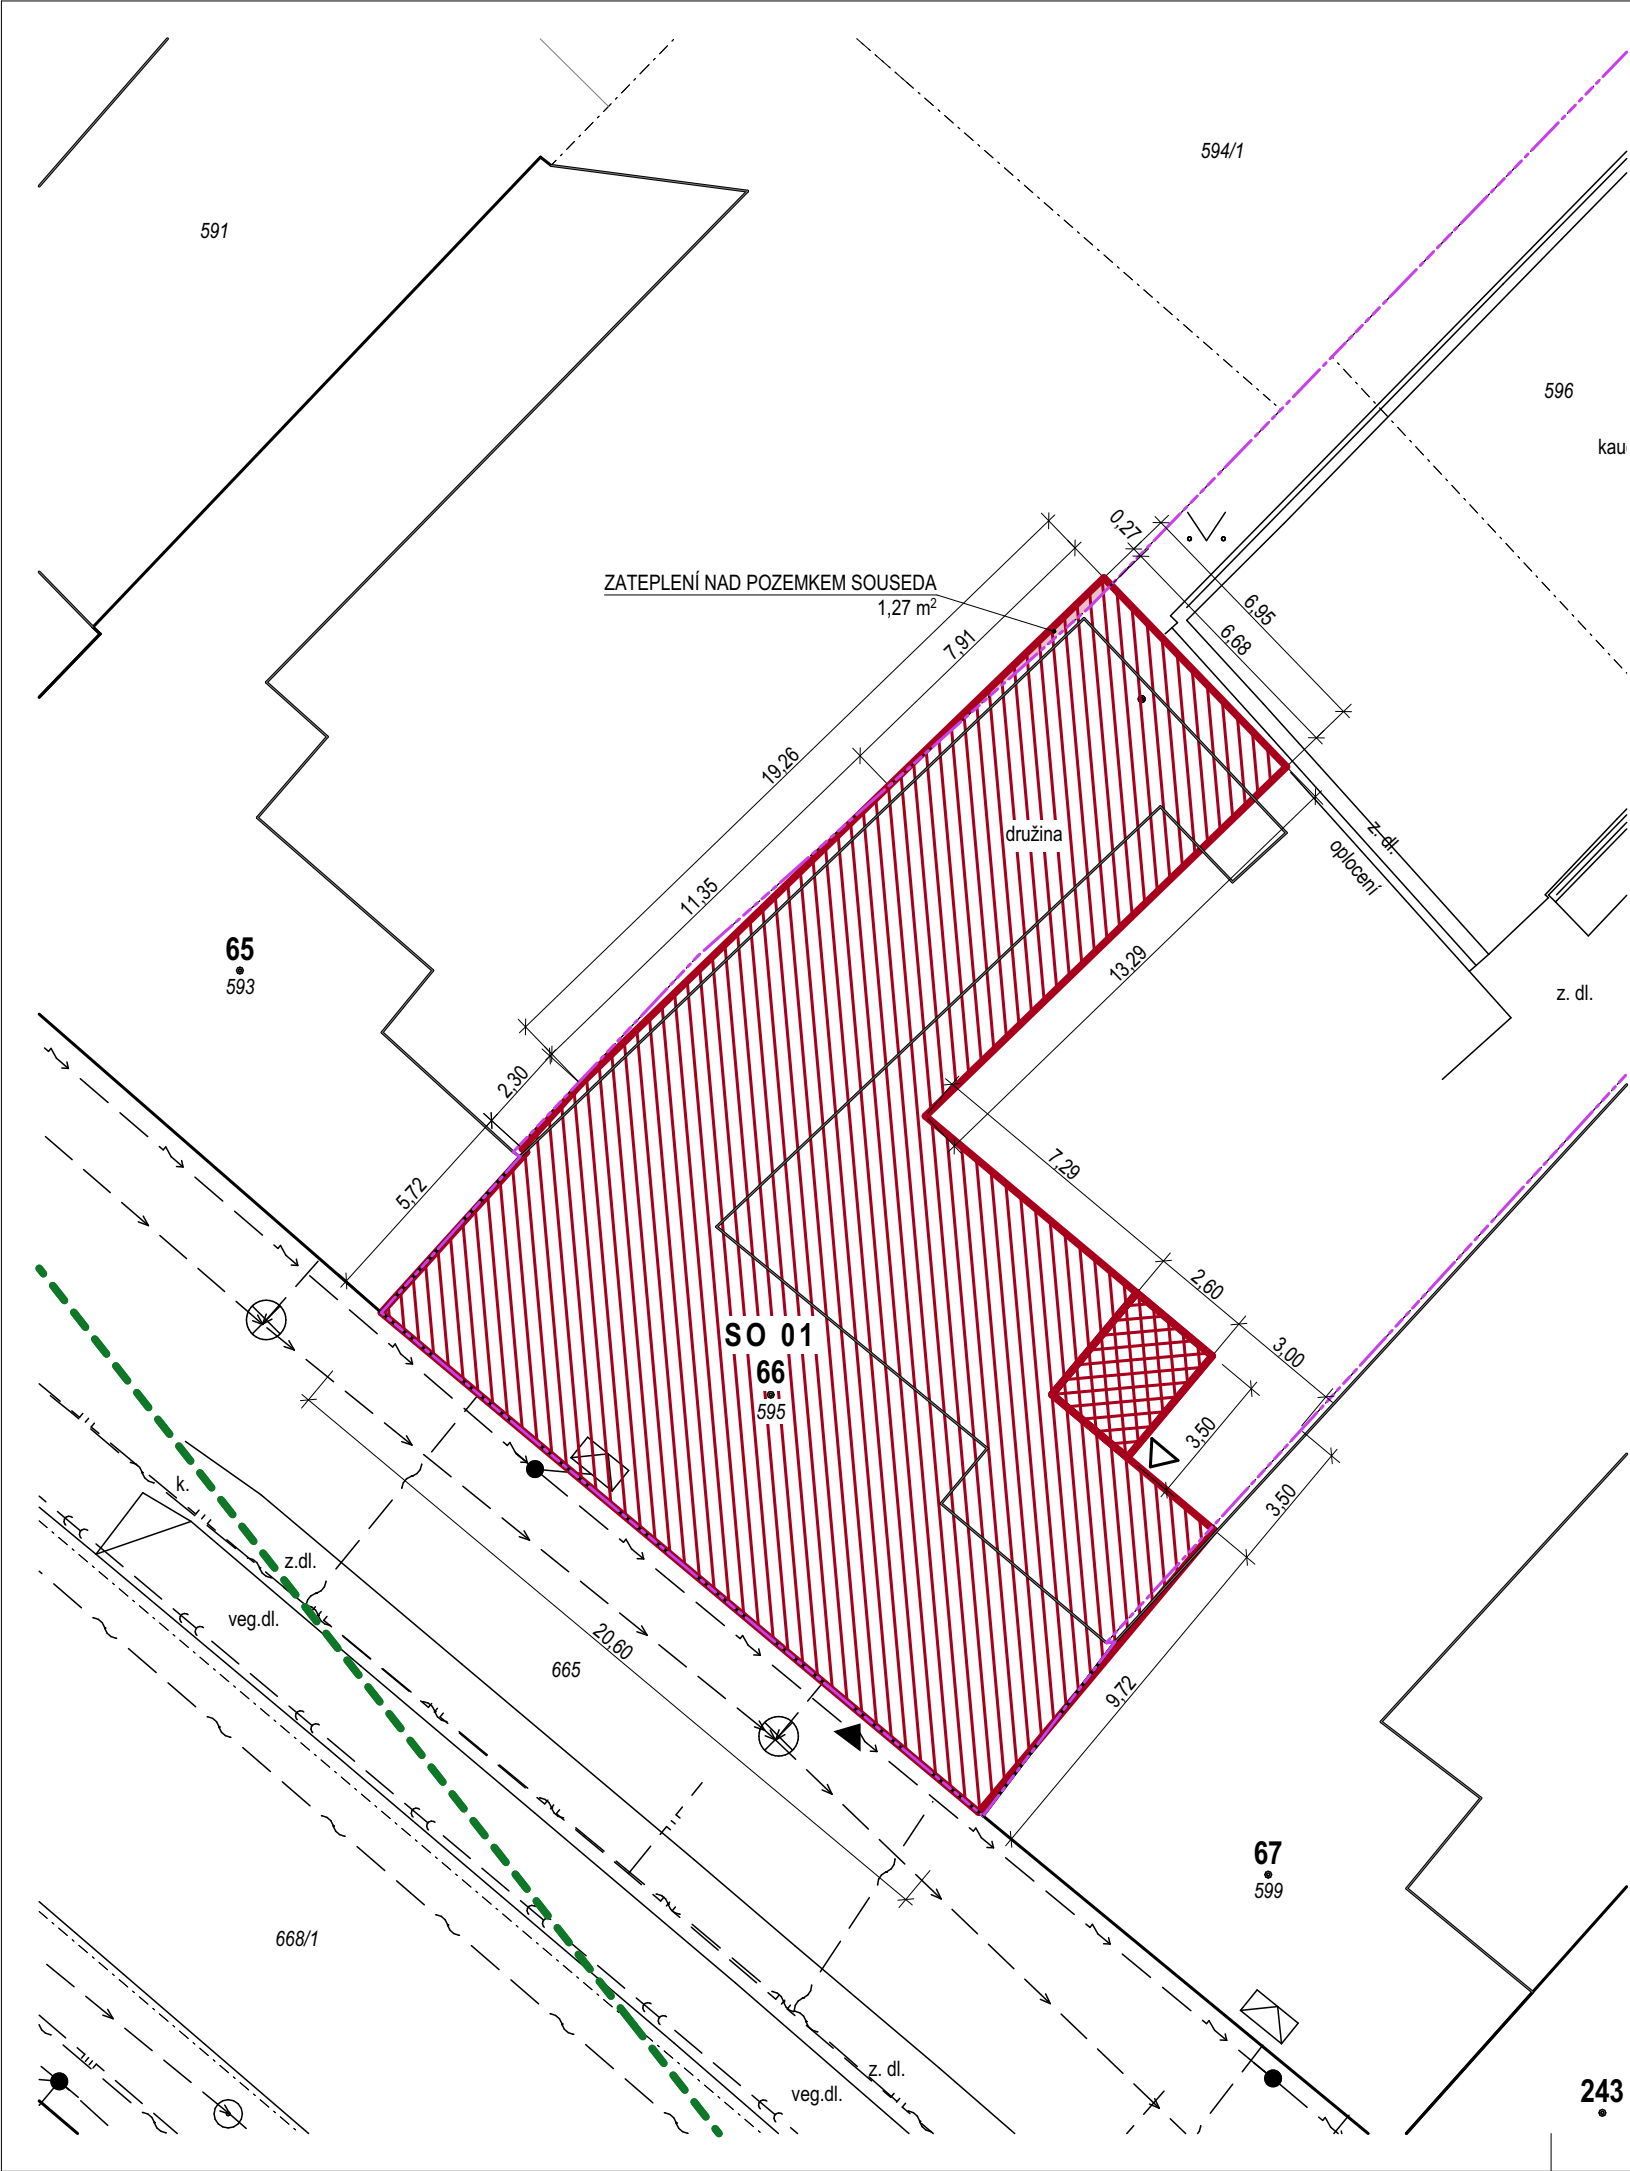 594/1
591
596
0,27
ZATEPLENÍ NAD POZEMKEM SOUSEDA
1,27 m²
6,95
6,68
7,91
19,26
družina
z. dl.
oplocení
11,35
65
593
13,29
z. dl.
2,30
7,29
5,72
2,60
SO 01
66
595
3,00
3,50
k.
3,50
z.dl.
veg.dl.
20,60
665
9,72
67
599
668/1
z. dl.
veg.dl.
243